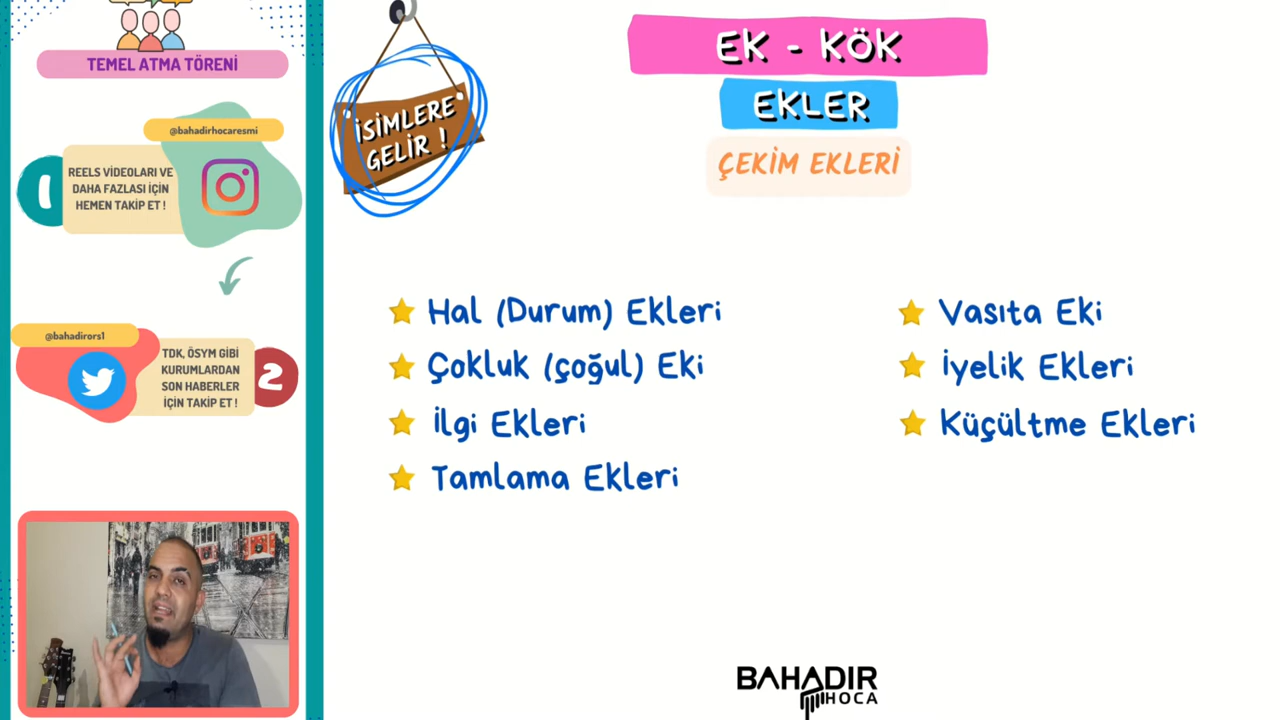 TEMEL ATMA TÖRENİ
@bahadirhocaresmi
1
REELS VİDEOLARI VE
DAHA FAZLASI İÇİN
HEMEN TAKİP ET !
@bahadirors1
TDK, ÖSYM GİBİ
KURUMLARDAN
SON HABERLER
İÇİN TAKİP ET !
2
"İSİMLERE"
GELİR !
EK - KÖK
EKLER
ÇEKİM EKLERİ
Hal (Durum) Ekleri
Çokluk (çoğul) Eki
İlgi Ekleri
Tamlama Ekleri
Vasıta Eki
İyelik Ekleri
Küçültme Ekleri
BAHADIR
HOCA